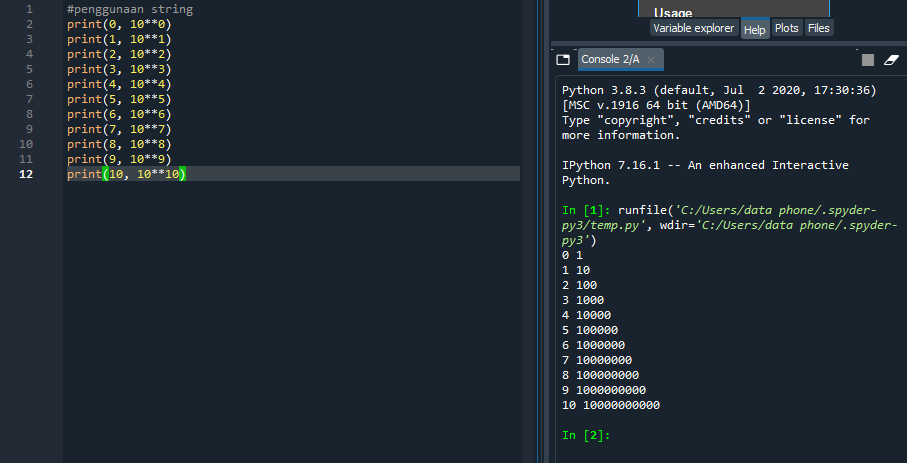 1 #penggunaan string
2 print(0, 10**0)
3 print(1, 10**1)
4 print(2, 10**2)
5 print(3, 10**3)
6 print(4, 10**4)
7 print(5, 10**5)
8 print(6, 10**6)
9 print(7, 10**7)
10 print(8, 10**8)
11 print(9, 10**9)
12 print(10, 10**10)
Usage
Variable explorer Help Plots Files
Console 2/A
Python 3.8.3 (default, Jul  2 2020, 17:30:36)
[MSC v.1916 64 bit (AMD64)]
Type "copyright", "credits" or "license" for
more information.
IPython 7.16.1 -- An enhanced Interactive
Python.
In [1]: runfile('C:/Users/data phone/.spyder-
py3/temp.py', wdir='C:/Users/data phone/.spyder-
py3')
0 1
1 10
2 100
3 1000
4 10000
5 100000
6 1000000
7 10000000
8 100000000
9 1000000000
10 10000000000
In [2]: